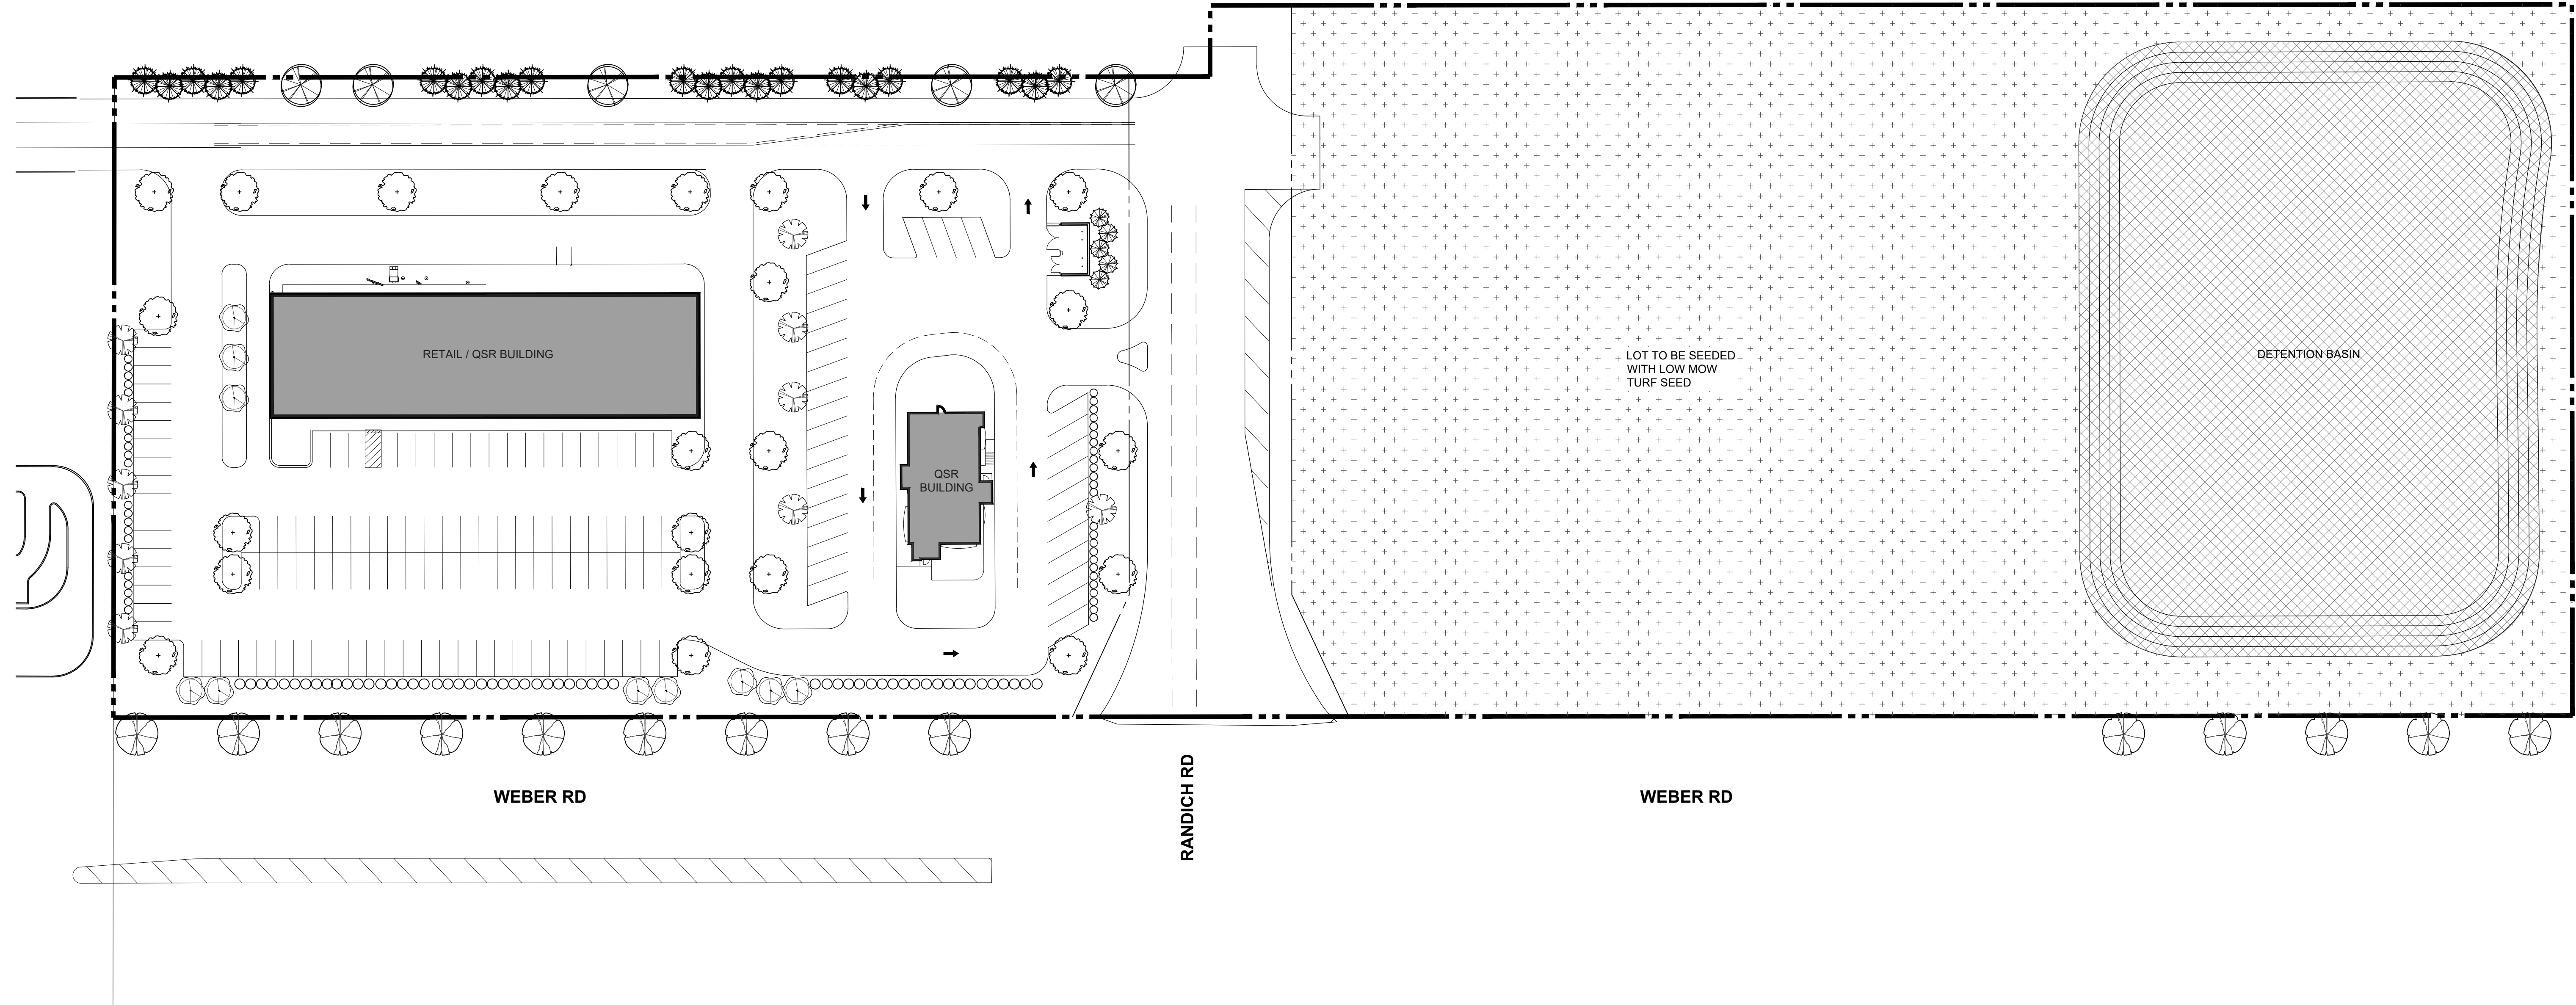 RETAIL / QSR BUILDING
QSR
BUILDING
LOT TO BE SEEDED
WITH LOW MOW
TURF SEED
DETENTION BASIN
WEBER RD
RANDICH RD
WEBER RD